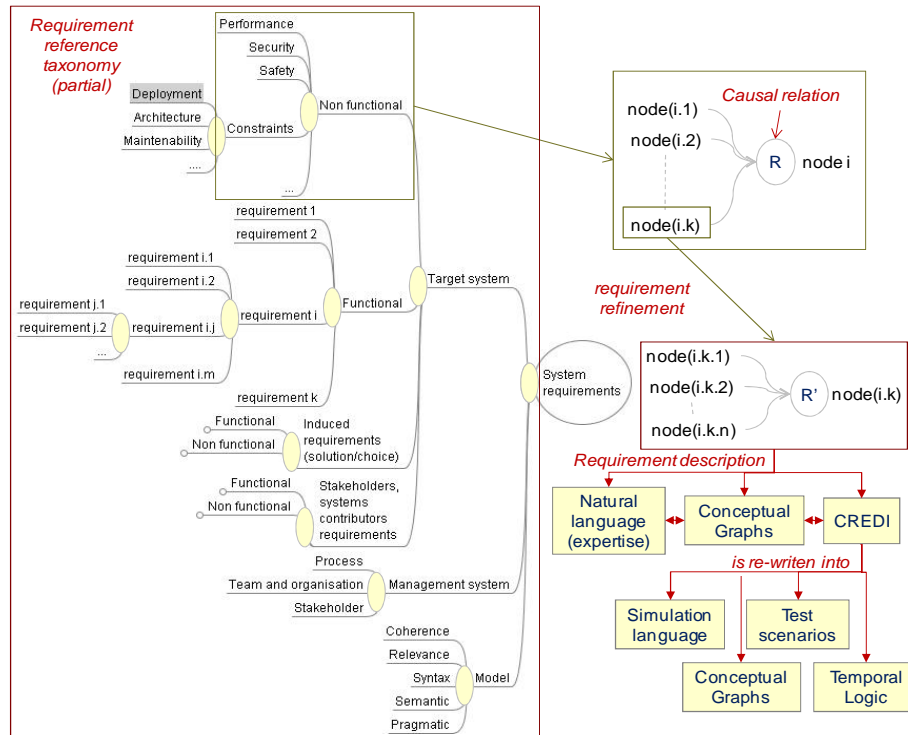 Requirement
reference
taxonomy
(partial)
Performance
Security
Safety
Non functional
Deployment
Architecture
Constraints
Maintenability
....
...
requirement 1
requirement 2
requirement i.1
requirement i.2
requirement j.1
requirement j.2
...
requirement i.j
requirement i
Functional
requirement i.m
requirement k
Target system
Functional
Non functional
Induced
requirements
(solution/choice)
Functional
Non functional
Stakeholders,
systems
contributors
requirements
Process
Team and organisation
Stakeholder
Management system
Coherence
Relevance
Syntax
Semantic
Pragmatic
Model
System
requirements
node(i.1)
node(i.2)
node(i.k)
Causal relation
R
node i
requirement
refinement
node(i.k.1)
node(i.k.2)
node(i.k.n)
R'
node(i.k)
Requirement description
Natural
language
(expertise)
Conceptual
Graphs
CREDI
is re-writen into
Simulation
language
Test
scenarios
Conceptual
Graphs
Temporal
Logic